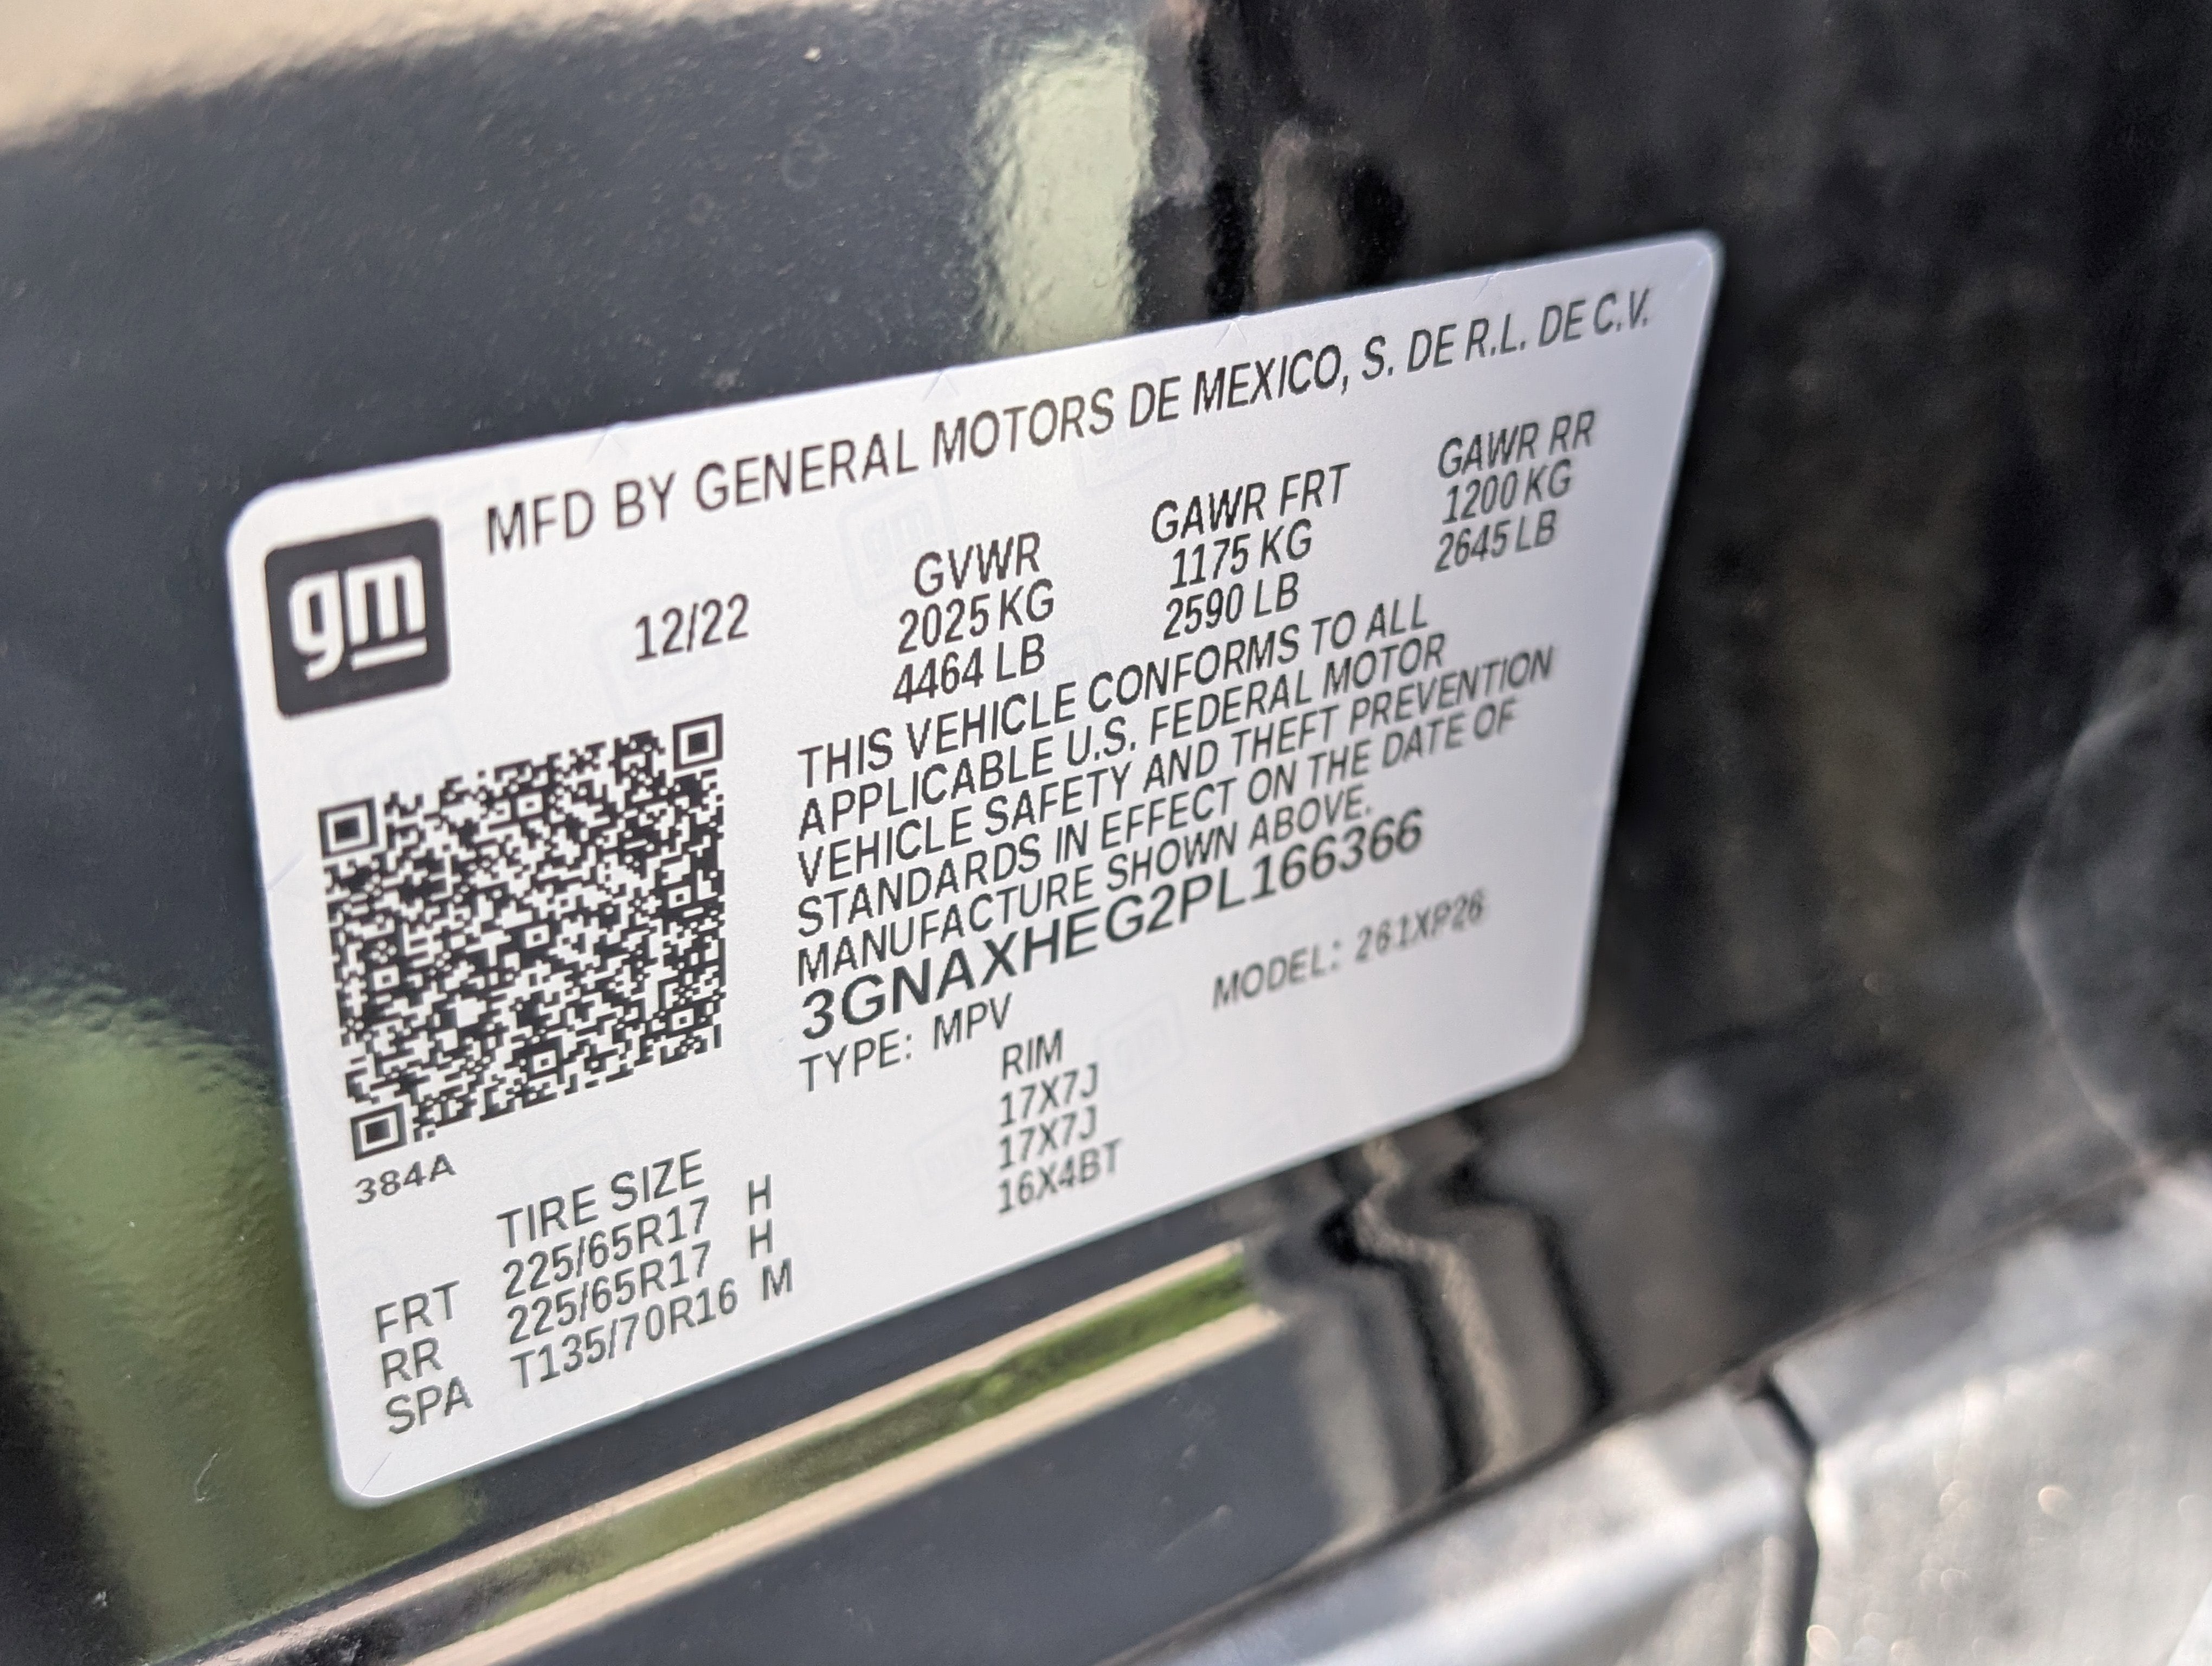 gm
MFD BY GENERAL MOTORS DE MEXICO, S. DE R.L. DE C.V.
12/22
GVWR
2025 KG
4464 LB
GAWR FRT
1175 KG
2590 LB
GAWR RR
1200 KG
2645 LB
THIS VEHICLE CONFORMS TO ALL
APPLICABLE U.S. FEDERAL MOTOR
VEHICLE SAFETY AND THEFT PREVENTION
STANDARDS IN EFFECT ON THE DATE OF
MANUFACTURE SHOWN ABOVE.
3GNAXHEG2PL166366
TYPE: MPV MODEL: 261XP26
384A
TIRE SIZE RIM
FRT 225/65R17 H 17X7J
RR 225/65R17 H 17X7J
SPA T135/70R16 M 16X4BT